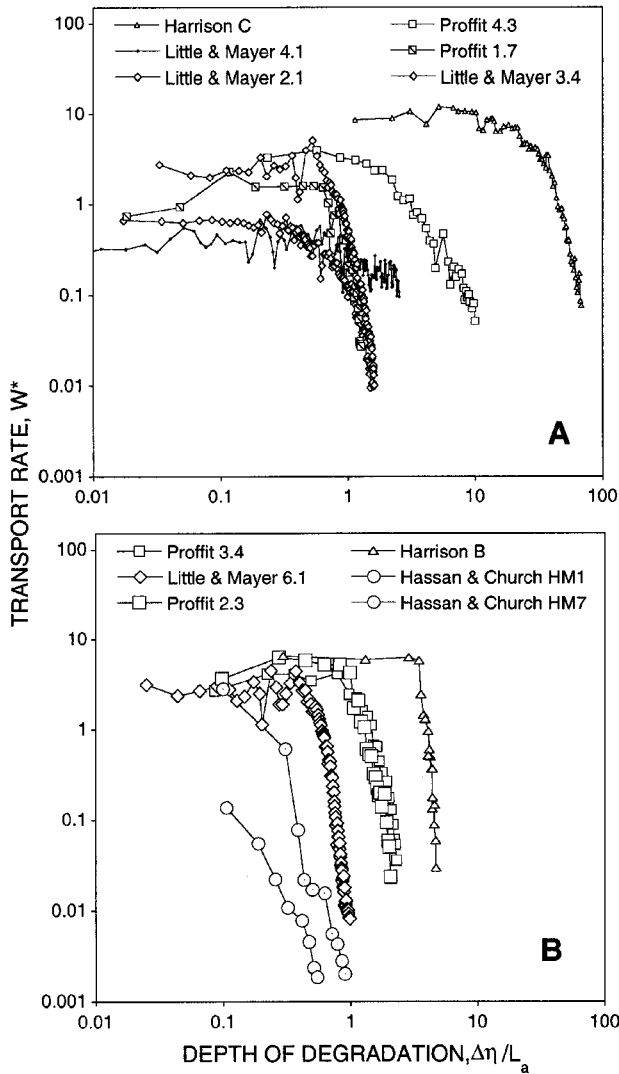 100
10
1
0.1
0.01
0.001
Harrison C
Little & Mayer 4.1
Little & Mayer 2.1
Proffit 4.3
Proffit 1.7
Little & Mayer 3.4
A
0.01 0.1 1 10 100
TRANSPORT RATE, W*
100
10
1
0.1
0.01
0.001
Proffit 3.4
Little & Mayer 6.1
Proffit 2.3
Harrison B
Hassan & Church HM1
Hassan & Church HM7
B
0.01 0.1 1 10 100
DEPTH OF DEGRADATION,Δη/Lₐ